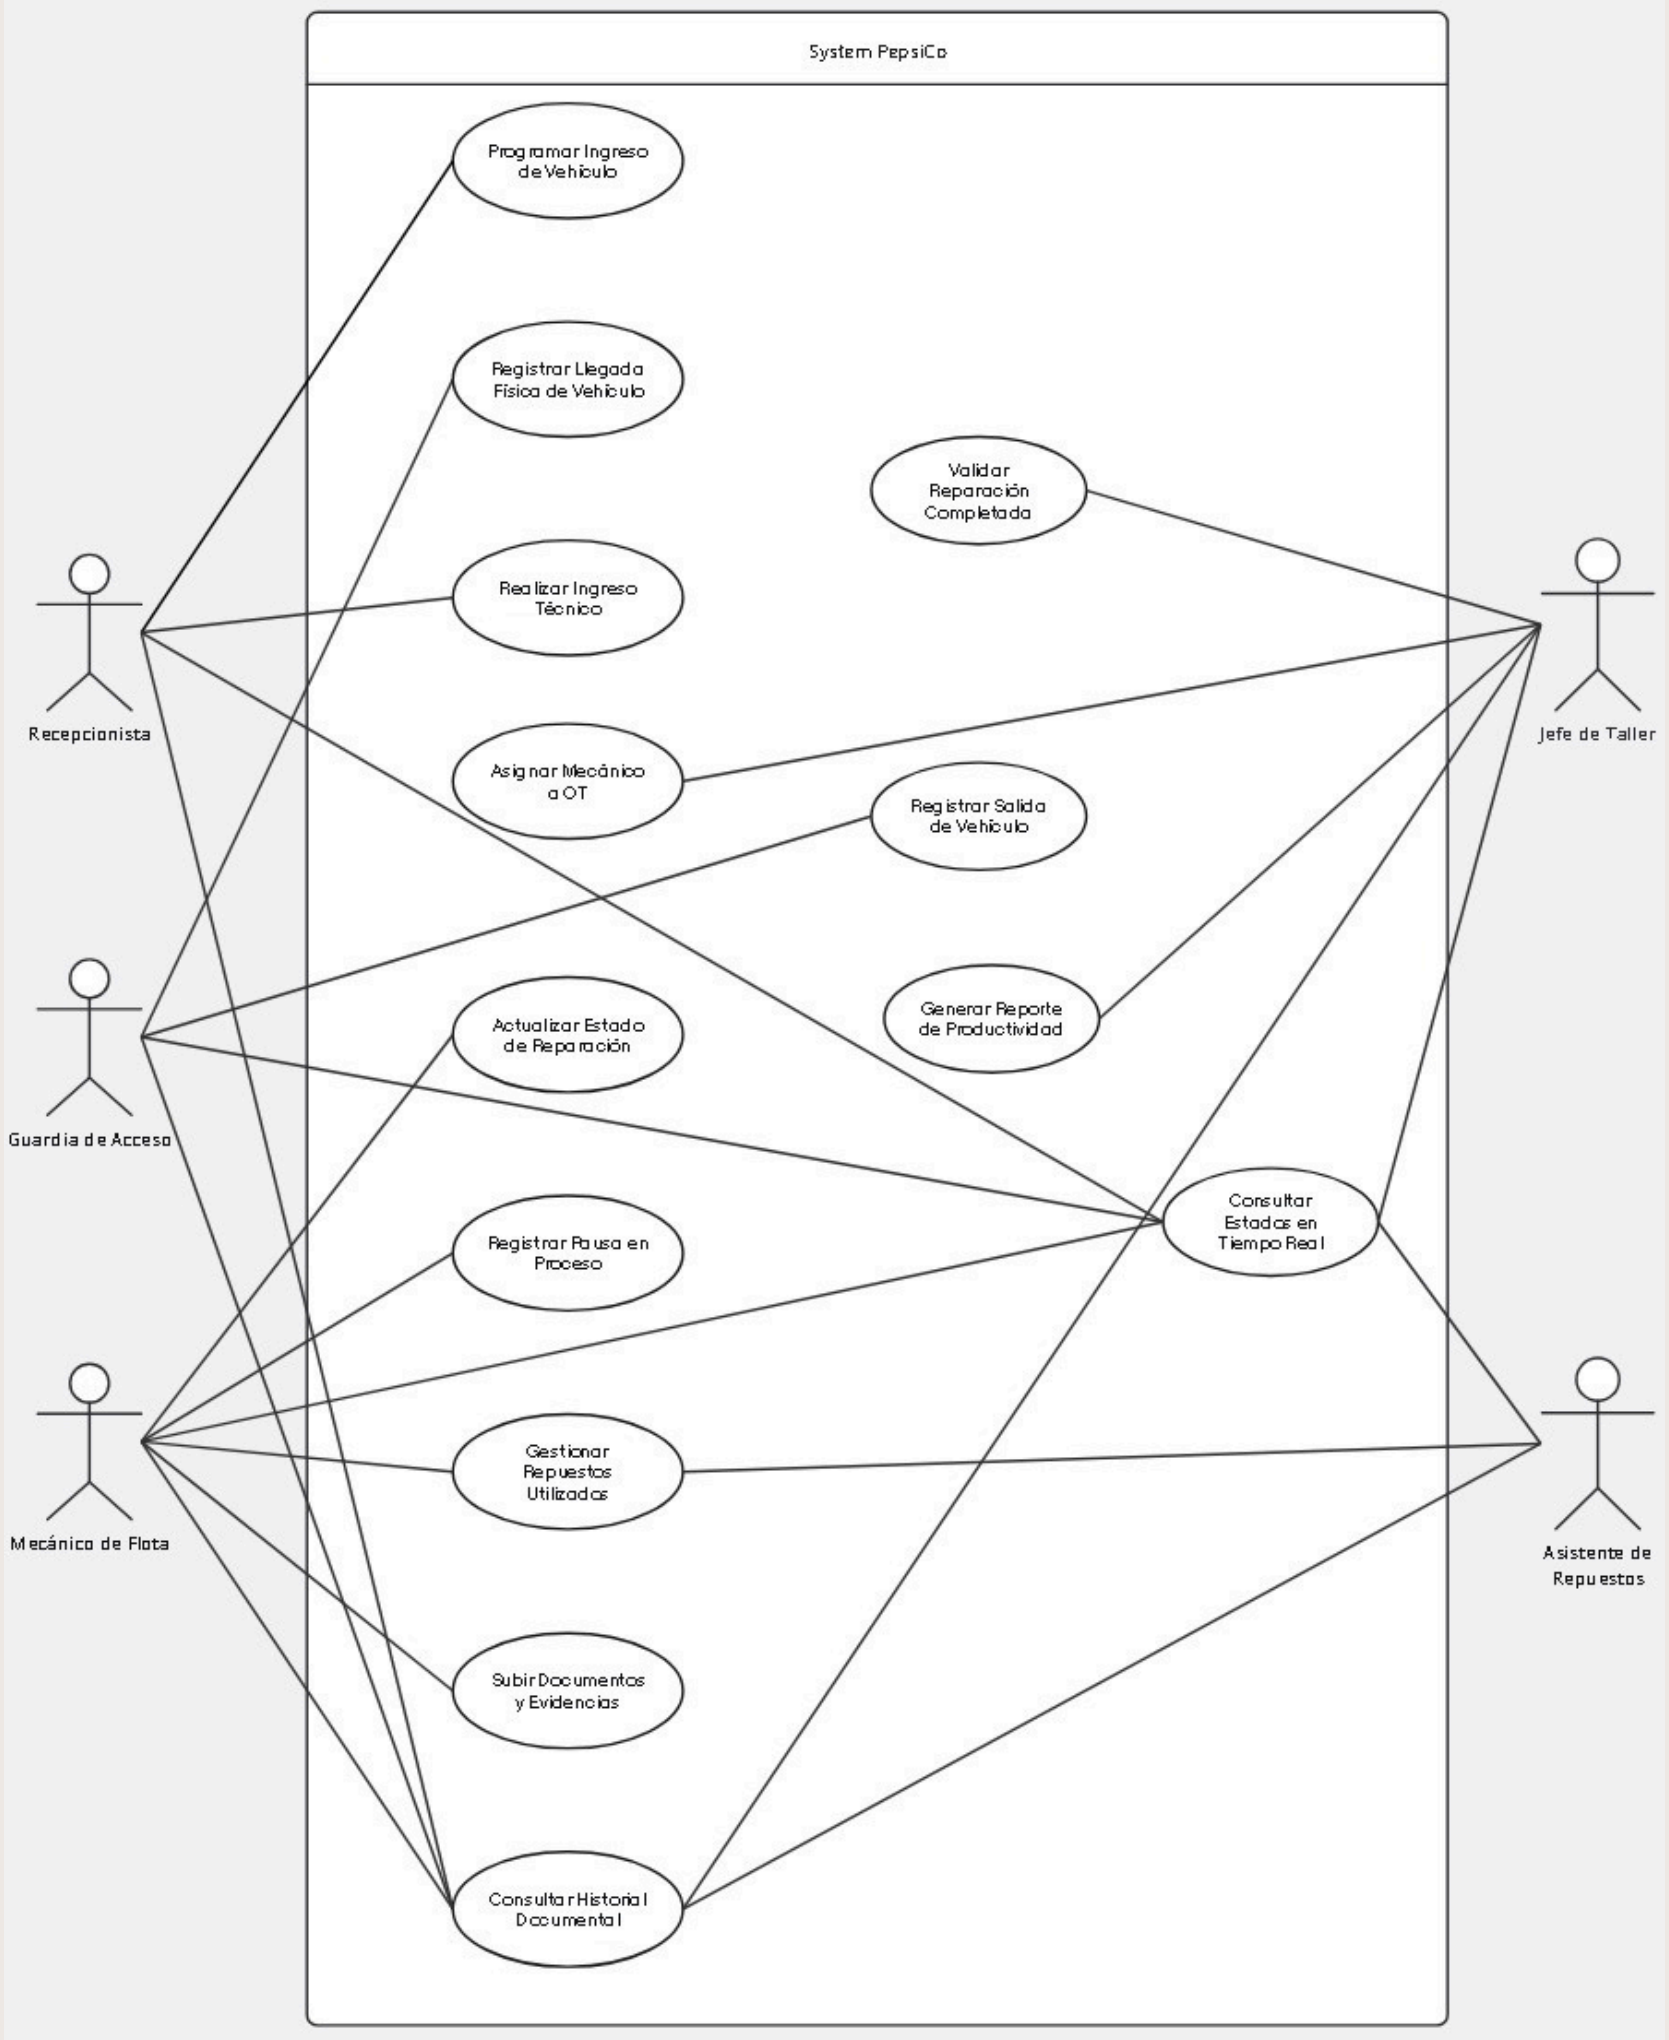 System PepsiCo
Programar Ingreso
de Vehículo
Registrar Llegada
Física de Vehículo
Validar
Reparación
Completada
Realizar Ingreso
Técnico
Recepcionista
Jefe de Taller
Asignar Mecánico
a OT
Registrar Salida
de Vehículo
Guardia de Acceso
Actualizar Estado
de Reparación
Generar Reporte
de Productividad
Registrar Pausa en
Proceso
Consultar
Estados en
Tiempo Real
Mecánico de Flota
Gestionar
Repuestos
Utilizados
Asistente de
Repuestos
Subir Documentos
y Evidencias
Consultar Historial
Documental